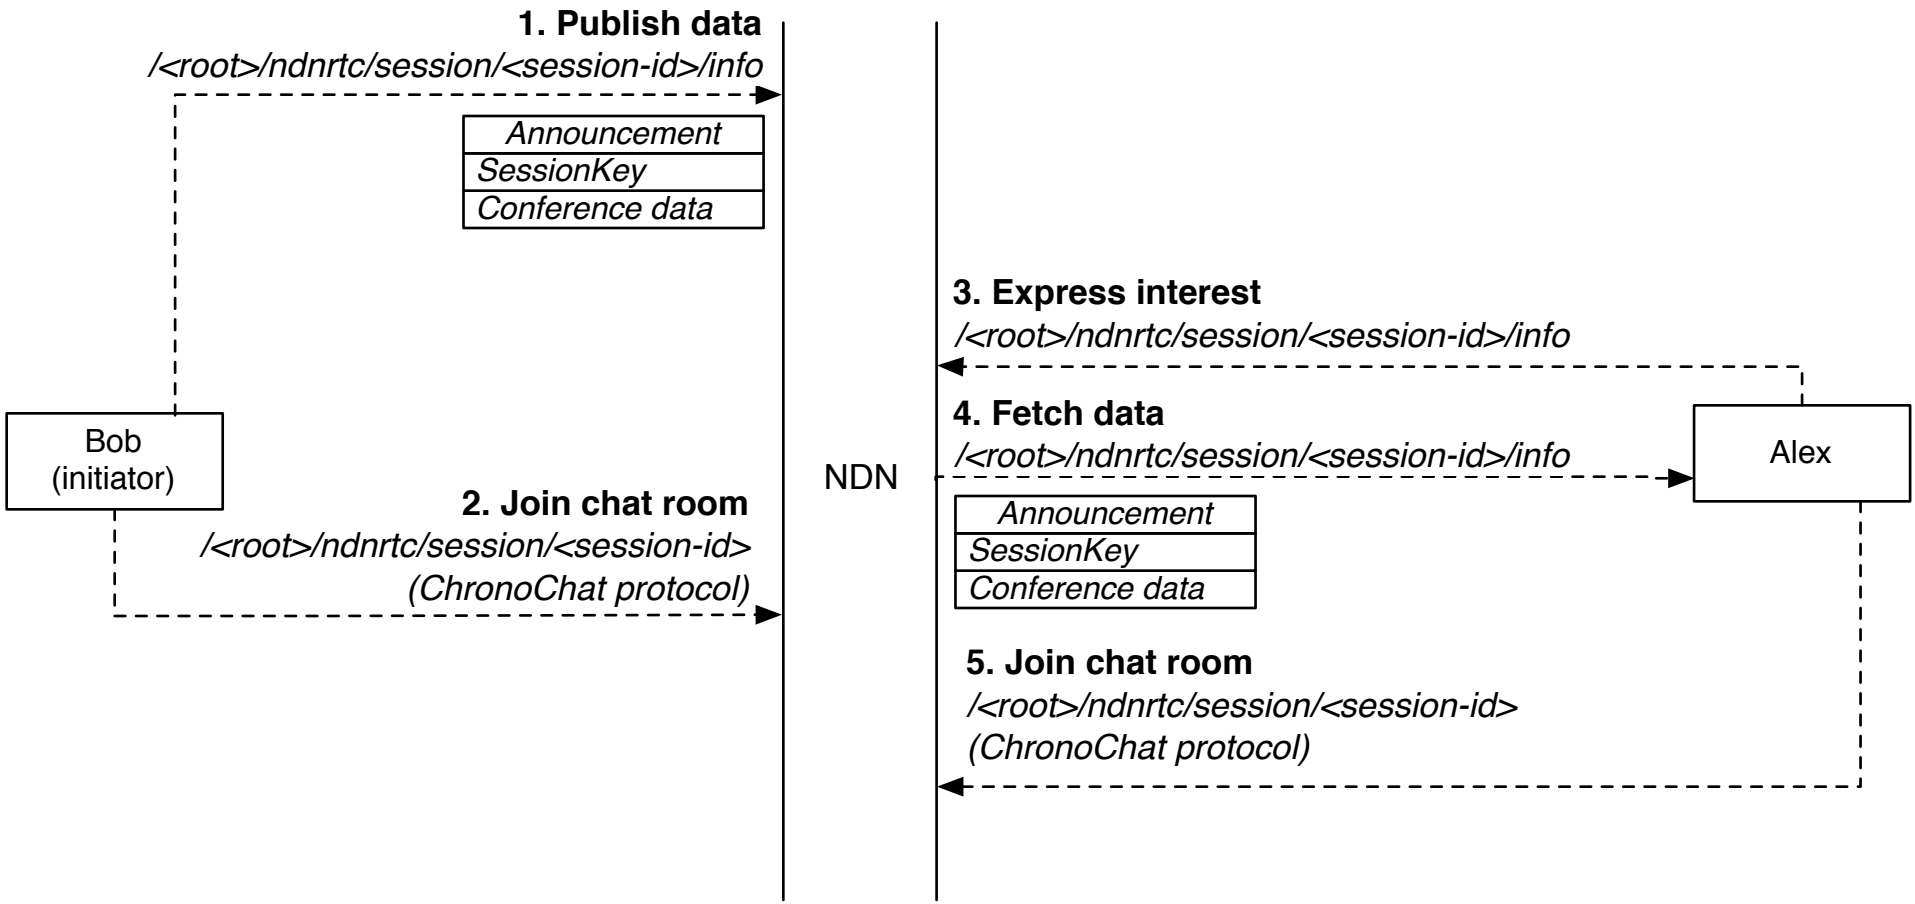 1. Publish data
/<root>/ndnrtc/session/<session-id>/info
Announcement
SessionKey
Conference data
Bob
(initiator)
2. Join chat room
/<root>/ndnrtc/session/<session-id>
(ChronoChat protocol)
NDN
3. Express interest
/<root>/ndnrtc/session/<session-id>/info
4. Fetch data
/<root>/ndnrtc/session/<session-id>/info
Alex
Announcement
SessionKey
Conference data
5. Join chat room
/<root>/ndnrtc/session/<session-id>
(ChronoChat protocol)